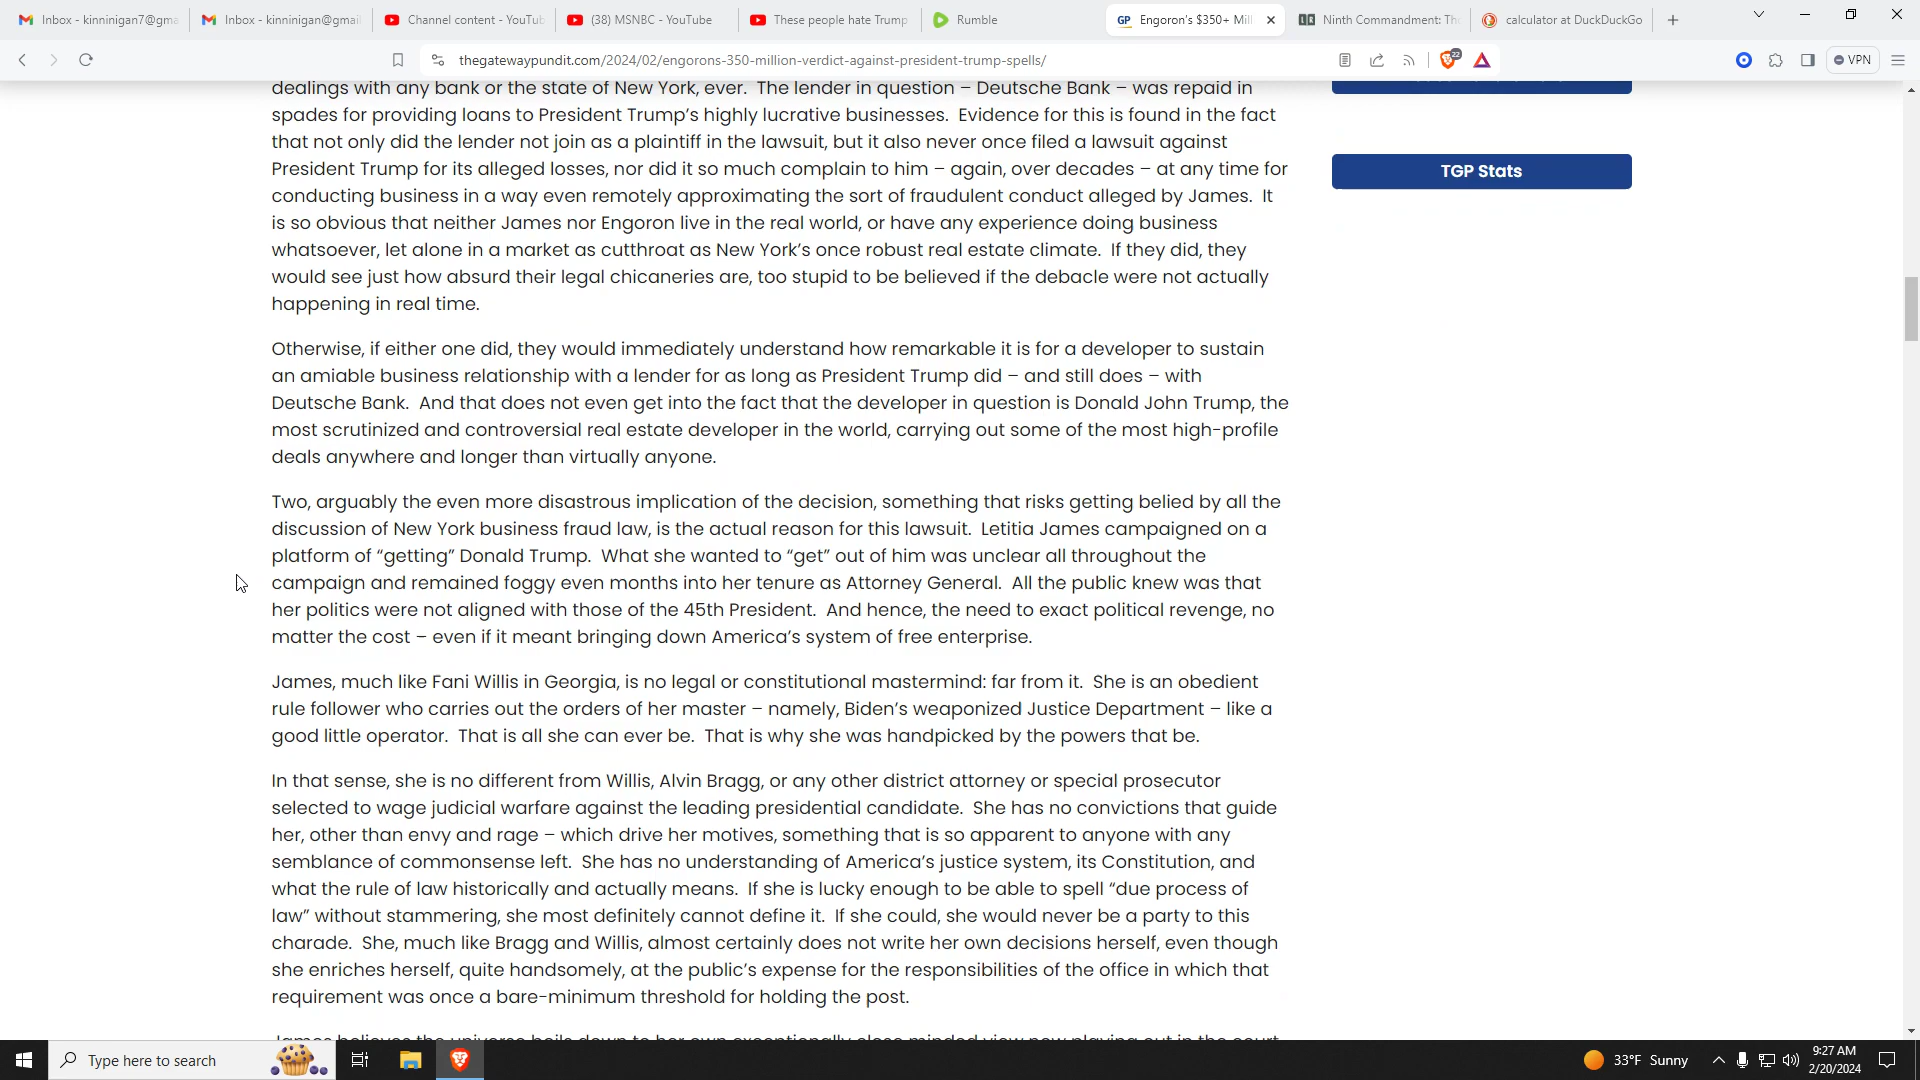 Inbox - kinninigan7@gma
Inbox - kinninigan@gmai
Channel content - YouTub
(38) MSNBC - YouTube
These people hate Trump
Rumble
GP Engoron's $350+ Mill
LR Ninth Commandment: Tho
calculator at DuckDuckGo
thegatewaypundit.com/2024/02/engorons-350-million-verdict-against-president-trump-spells/
22
VPN
dealings with any bank or the state of New York, ever. The lender in question – Deutsche Bank – was repaid in
spades for providing loans to President Trump's highly lucrative businesses. Evidence for this is found in the fact
that not only did the lender not join as a plaintiff in the lawsuit, but it also never once filed a lawsuit against
President Trump for its alleged losses, nor did it so much complain to him – again, over decades – at any time for
conducting business in a way even remotely approximating the sort of fraudulent conduct alleged by James. It
is so obvious that neither James nor Engoron live in the real world, or have any experience doing business
whatsoever, let alone in a market as cutthroat as New York's once robust real estate climate. If they did, they
would see just how absurd their legal chicaneries are, too stupid to be believed if the debacle were not actually
happening in real time.
TGP Stats
Otherwise, if either one did, they would immediately understand how remarkable it is for a developer to sustain
an amiable business relationship with a lender for as long as President Trump did – and still does – with
Deutsche Bank. And that does not even get into the fact that the developer in question is Donald John Trump, the
most scrutinized and controversial real estate developer in the world, carrying out some of the most high-profile
deals anywhere and longer than virtually anyone.
Two, arguably the even more disastrous implication of the decision, something that risks getting belied by all the
discussion of New York business fraud law, is the actual reason for this lawsuit. Letitia James campaigned on a
platform of “getting” Donald Trump. What she wanted to “get” out of him was unclear all throughout the
campaign and remained foggy even months into her tenure as Attorney General. All the public knew was that
her politics were not aligned with those of the 45th President. And hence, the need to exact political revenge, no
matter the cost – even if it meant bringing down America's system of free enterprise.
James, much like Fani Willis in Georgia, is no legal or constitutional mastermind: far from it. She is an obedient
rule follower who carries out the orders of her master – namely, Biden's weaponized Justice Department – like a
good little operator. That is all she can ever be. That is why she was handpicked by the powers that be.
In that sense, she is no different from Willis, Alvin Bragg, or any other district attorney or special prosecutor
selected to wage judicial warfare against the leading presidential candidate. She has no convictions that guide
her, other than envy and rage – which drive her motives, something that is so apparent to anyone with any
semblance of commonsense left. She has no understanding of America's justice system, its Constitution, and
what the rule of law historically and actually means. If she is lucky enough to be able to spell “due process of
law” without stammering, she most definitely cannot define it. If she could, she would never be a party to this
charade. She, much like Bragg and Willis, almost certainly does not write her own decisions herself, even though
she enriches herself, quite handsomely, at the public's expense for the responsibilities of the office in which that
requirement was once a bare-minimum threshold for holding the post.
James believes the universe boils down to her own exceptionally close-minded view now playing out in the court
Type here to search
33°F Sunny
9:27 AM
2/20/2024